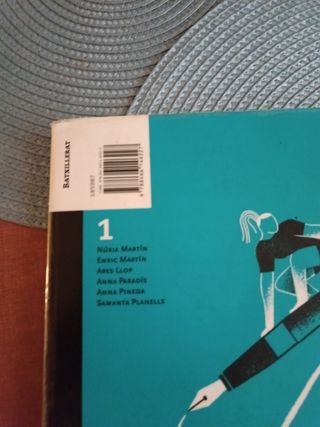 BATXILLERAT
1
NÚRIA MARTÍN
ENRIC MARTÍN
ARES LLOP
ANNA PARADÍS
ANNA PINEDA
SAMANTA PLANELLS